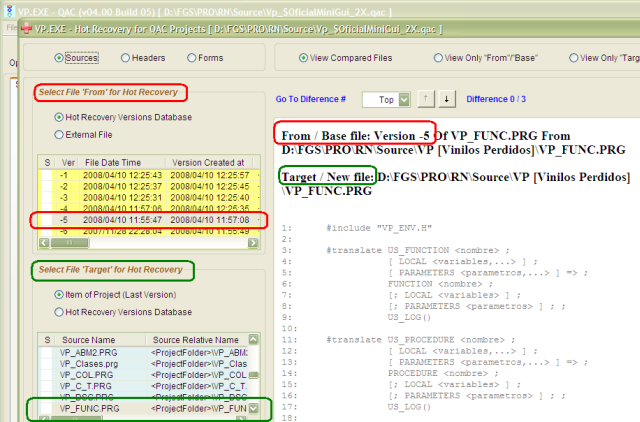 VP.EXE - QAC (v04.00 Build 05) [ D:\FGS\PRO\RN\Source\Vp_$OficialMiniGui_2X.qac ]
VP.EXE - Hot Recovery for QAC Projects [ D:\FGS\PRO\RN\Source\Vp_$OficialMiniGui_2X.qac ]
Sources Headers Forms
View Compared Files View Only "From"/"Base" View Only "Targ
Select File 'From' for Hot Recovery
Hot Recovery Versions Database
External File
S Ver File Date Time Version Created at
-1 2008/04/10 12:25:43 2008/04/10 12:25:57
-2 2008/04/10 12:25:37 2008/04/10 12:25:45
-3 2008/04/10 12:25:31 2008/04/10 12:25:40
-4 2008/04/10 11:57:06 2008/04/10 12:25:35
-5 2008/04/10 11:55:47 2008/04/10 11:57:08
-6 2007/11/28 22:28:04 2008/04/10 11:55:49
Select File 'Target' for Hot Recovery
Item of Project (Last Version)
Hot Recovery Versions Database
S Source Name Source Relative Name
VP_ABM2.PRG <ProjectFolder>\VP_ABM2
VP_Clases.prg <ProjectFolder>\VP_Clas
VP_COL.PRG <ProjectFolder>\VP_COL
VP_C_T.PRG <ProjectFolder>\VP_C_T.
VP_DCC.PRG <ProjectFolder>\VP_DCC
VP_FUNC.PRG <ProjectFolder>\VP_FUN
Go To Diference # Top Diference 0 / 3
From / Base file: Version -5 Of VP_FUNC.PRG From
D:\FGS\PRO\RN\Source\VP [Vinilos Perdidos]\VP_FUNC.PRG
Target / New file: D:\FGS\PRO\RN\Source\VP [Vinilos Perdidos]
\VP_FUNC.PRG
1: #include "VP_ENV.H"
2:
3: #translate US_FUNCTION <nombre> ;
4: [ LOCAL <variables,...> ] ;
5: [ PARAMETERS <parametros,...> ] => ;
6: FUNCTION <nombre> ;
7: [; LOCAL <variables> ] ;
8: [; PARAMETERS <parametros> ] ; ;
9: US_LOG()
10:
11: #translate US_PROCEDURE <nombre> ;
12: [ LOCAL <variables,...> ] ;
13: [ PARAMETERS <parametros,...> ] => ;
14: PROCEDURE <nombre> ;
15: [; LOCAL <variables> ] ;
16: [; PARAMETERS <parametros> ] ; ;
17: US_LOG()
18: